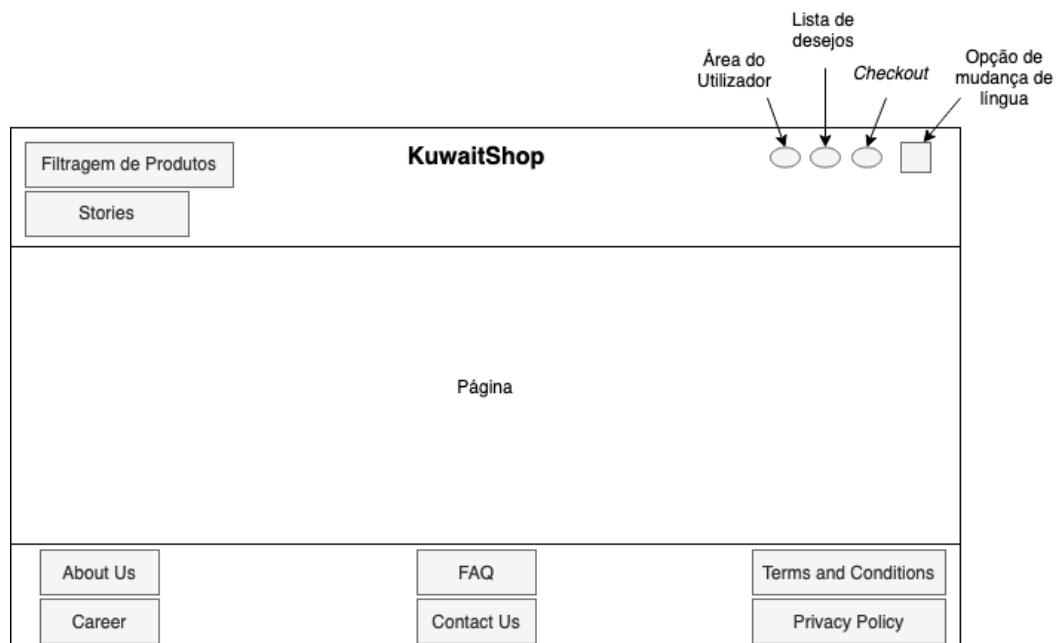 Lista de
desejos
Área do
Utilizador
Checkout
Opção de
mudança de
língua
Filtragem de Produtos
KuwaitShop
Stories
Página
About Us
FAQ
Terms and Conditions
Career
Contact Us
Privacy Policy